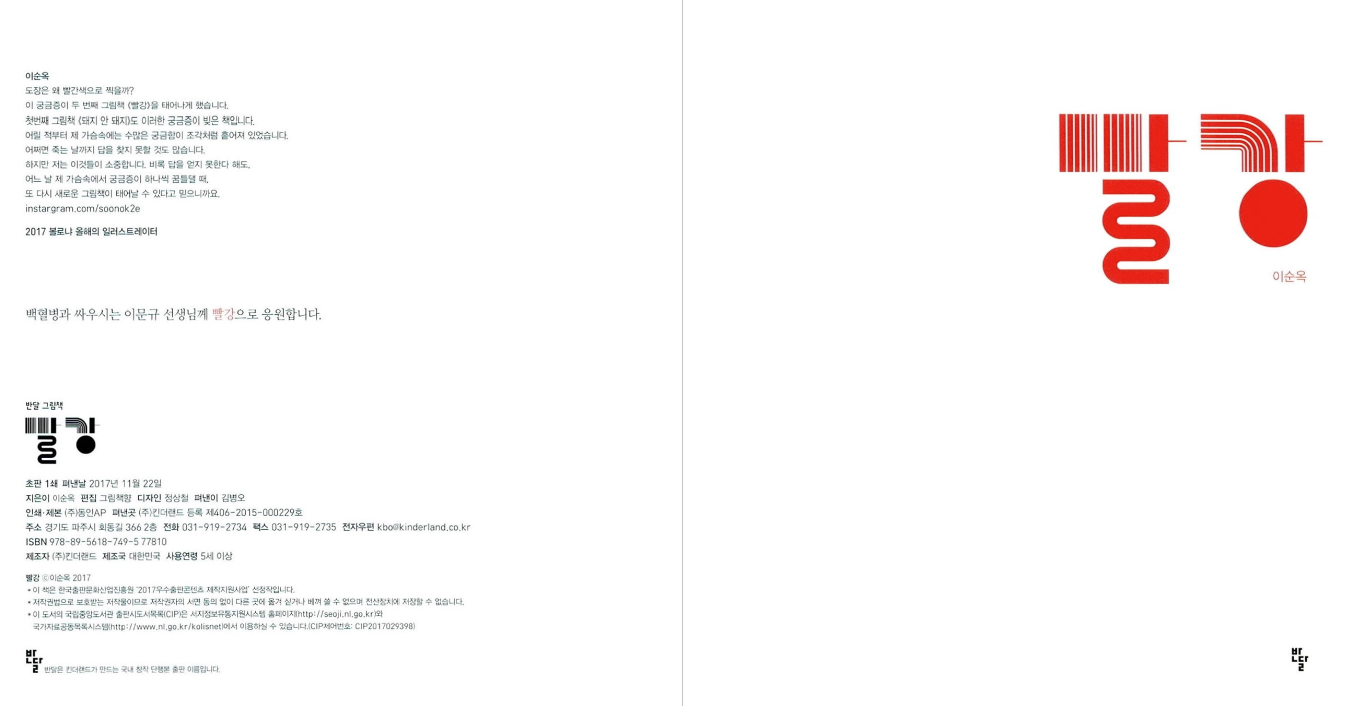 이순옥
도장은 왜 빨간색으로 찍을까?
이 궁금증이 두 번째 그림책 《빨강》을 태어나게 했습니다.
첫번째 그림책 《돼지 안 돼지》도 이러한 궁금증이 빚은 책입니다.
어릴 적부터 제 가슴속에는 수많은 궁금함이 조각처럼 흩어져 있었습니다.
어쩌면 죽는 날까지 답을 찾지 못할 것도 많습니다.
하지만 저는 이것들이 소중합니다. 비록 답을 얻지 못한다 해도,
어느 날 제 가슴속에서 궁금증이 하나씩 꿈틀댈 때,
또 다시 새로운 그림책이 태어날 수 있다고 믿으니까요.
instargram.com/soonok2e
2017 볼로냐 올해의 일러스트레이터
백혈병과 싸우시는 이문규 선생님께 빨강으로 응원합니다.
반달 그림책
빨강
초판 1쇄 펴낸날 2017년 11월 22일
지은이 이순옥 편집 그림책향 디자인 정상철 펴낸이 김병오
인쇄·제본 (주)동인AP 펴낸곳 (주)킨더랜드 등록 제406-2015-000229호
주소 경기도 파주시 회동길 366 2층 전화 031-919-2734 팩스 031-919-2735 전자우편 kbo@kinderland.co.kr
ISBN 978-89-5618-749-5 77810
제조자 (주)킨더랜드 제조국 대한민국 사용연령 5세 이상
빨강 ⓒ이순옥 2017
* 이 책은 한국출판문화산업진흥원 '2017우수출판콘텐츠 제작지원사업' 선정작입니다.
* 저작권법으로 보호받는 저작물이므로 저작권자의 서면 동의 없이 다른 곳에 옮겨 싣거나 베껴 쓸 수 없으며 전산장치에 저장할 수 없습니다.
* 이 도서의 국립중앙도서관 출판시도서목록(CIP)은 서지정보유통지원시스템 홈페이지(http://seoji.nl.go.kr)와
국가자료공동목록시스템(http://www.nl.go.kr/kolisnet)에서 이용하실 수 있습니다.(CIP제어번호: CIP2017029398)
반달 반달은 킨더랜드가 만드는 국내 창작 단행본 출판 이름입니다.
빨강
이순옥
반달